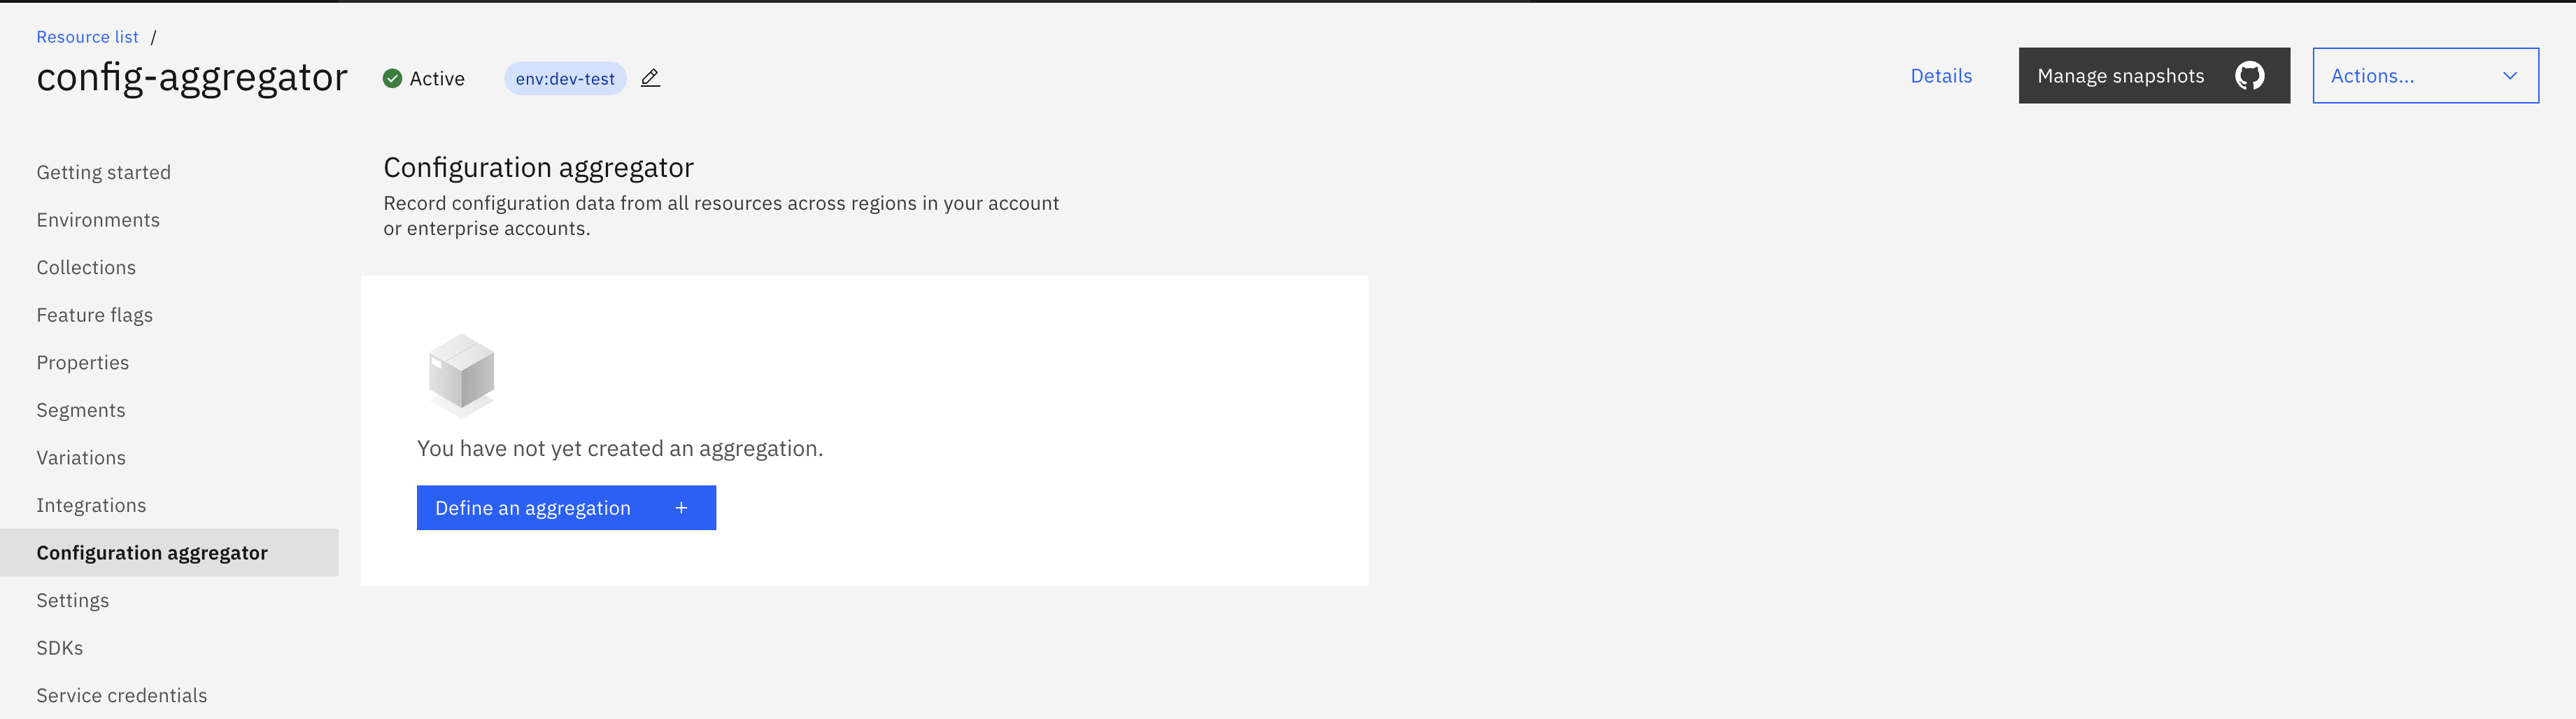 Resource list /
config-aggregator
Active
env:dev-test
Details
Manage snapshots
Actions...
Getting started
Environments
Collections
Feature flags
Properties
Segments
Variations
Integrations
Configuration aggregator
Settings
SDKs
Service credentials
Configuration aggregator
Record configuration data from all resources across regions in your account
or enterprise accounts.
You have not yet created an aggregation.
Define an aggregation +